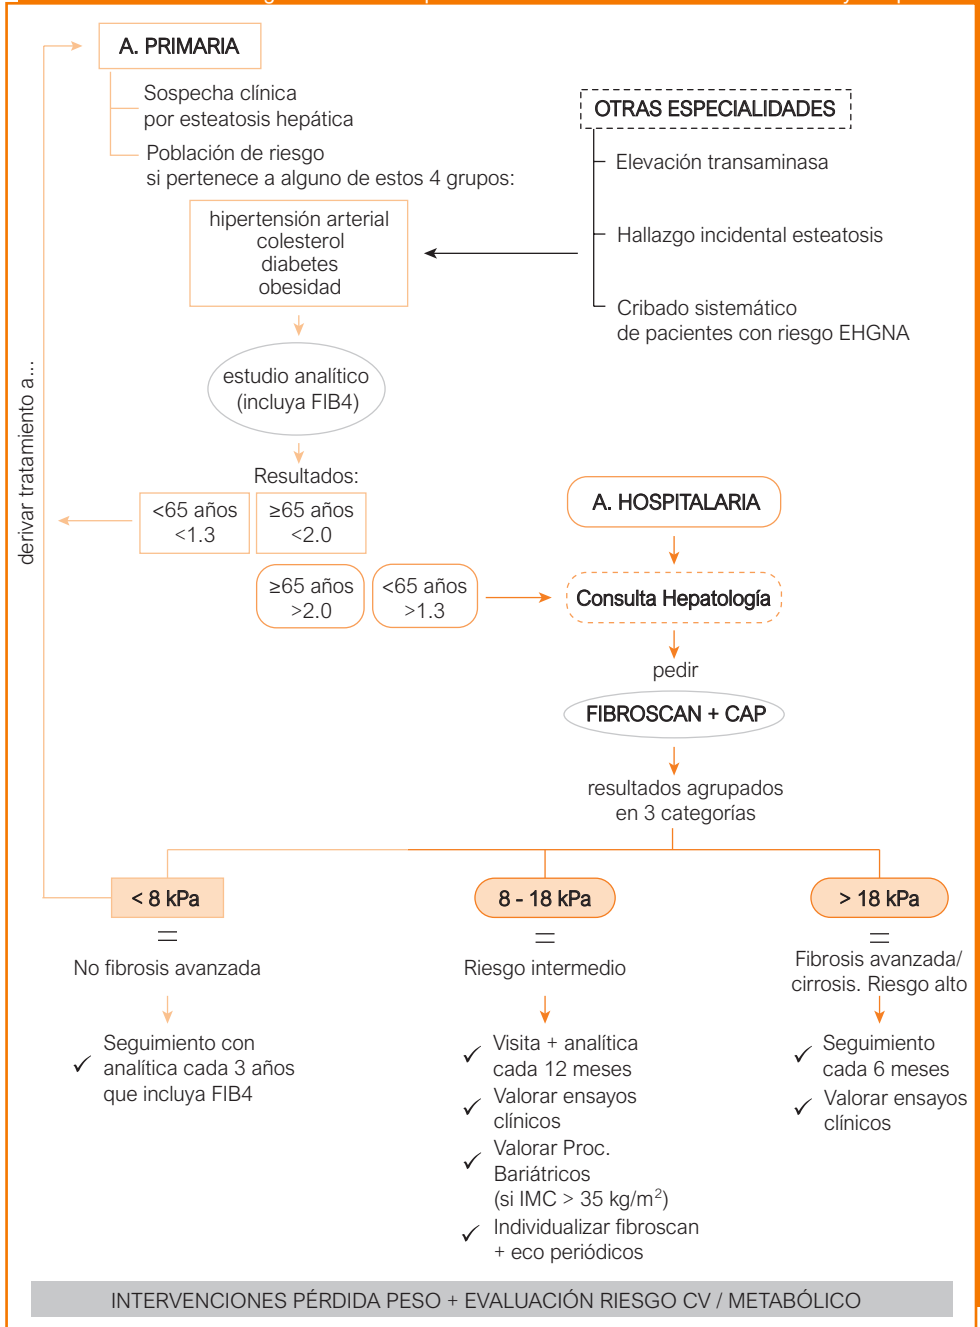 A. PRIMARIA
Sospecha clínica
por esteatosis hepática
Población de riesgo
si pertenece a alguno de estos 4 grupos:
hipertensión arterial
colesterol
diabetes
obesidad
OTRAS ESPECIALIDADES
Elevación transaminasa
Hallazgo incidental esteatosis
Cribado sistemático
de pacientes con riesgo EHGNA
estudio analítico
(incluya FIB4)
derivar tratamiento a...
Resultados:
<65 años
<1.3
≥65 años
<2.0
≥65 años
>2.0
<65 años
>1.3
A. HOSPITALARIA
Consulta Hepatología
pedir
FIBROSCAN + CAP
resultados agrupados
en 3 categorías
< 8 kPa
=
No fibrosis avanzada
✓ Seguimiento con
analítica cada 3 años
que incluya FIB4
8 - 18 kPa
=
Riesgo intermedio
✓ Visita + analítica
cada 12 meses
✓ Valorar ensayos
clínicos
✓ Valorar Proc.
Bariátricos
(si IMC > 35 kg/m²)
✓ Individualizar fibroscan
+ eco periódicos
> 18 kPa
=
Fibrosis avanzada/
cirrosis. Riesgo alto
✓ Seguimiento
cada 6 meses
✓ Valorar ensayos
clínicos
INTERVENCIONES PÉRDIDA PESO + EVALUACIÓN RIESGO CV / METABÓLICO